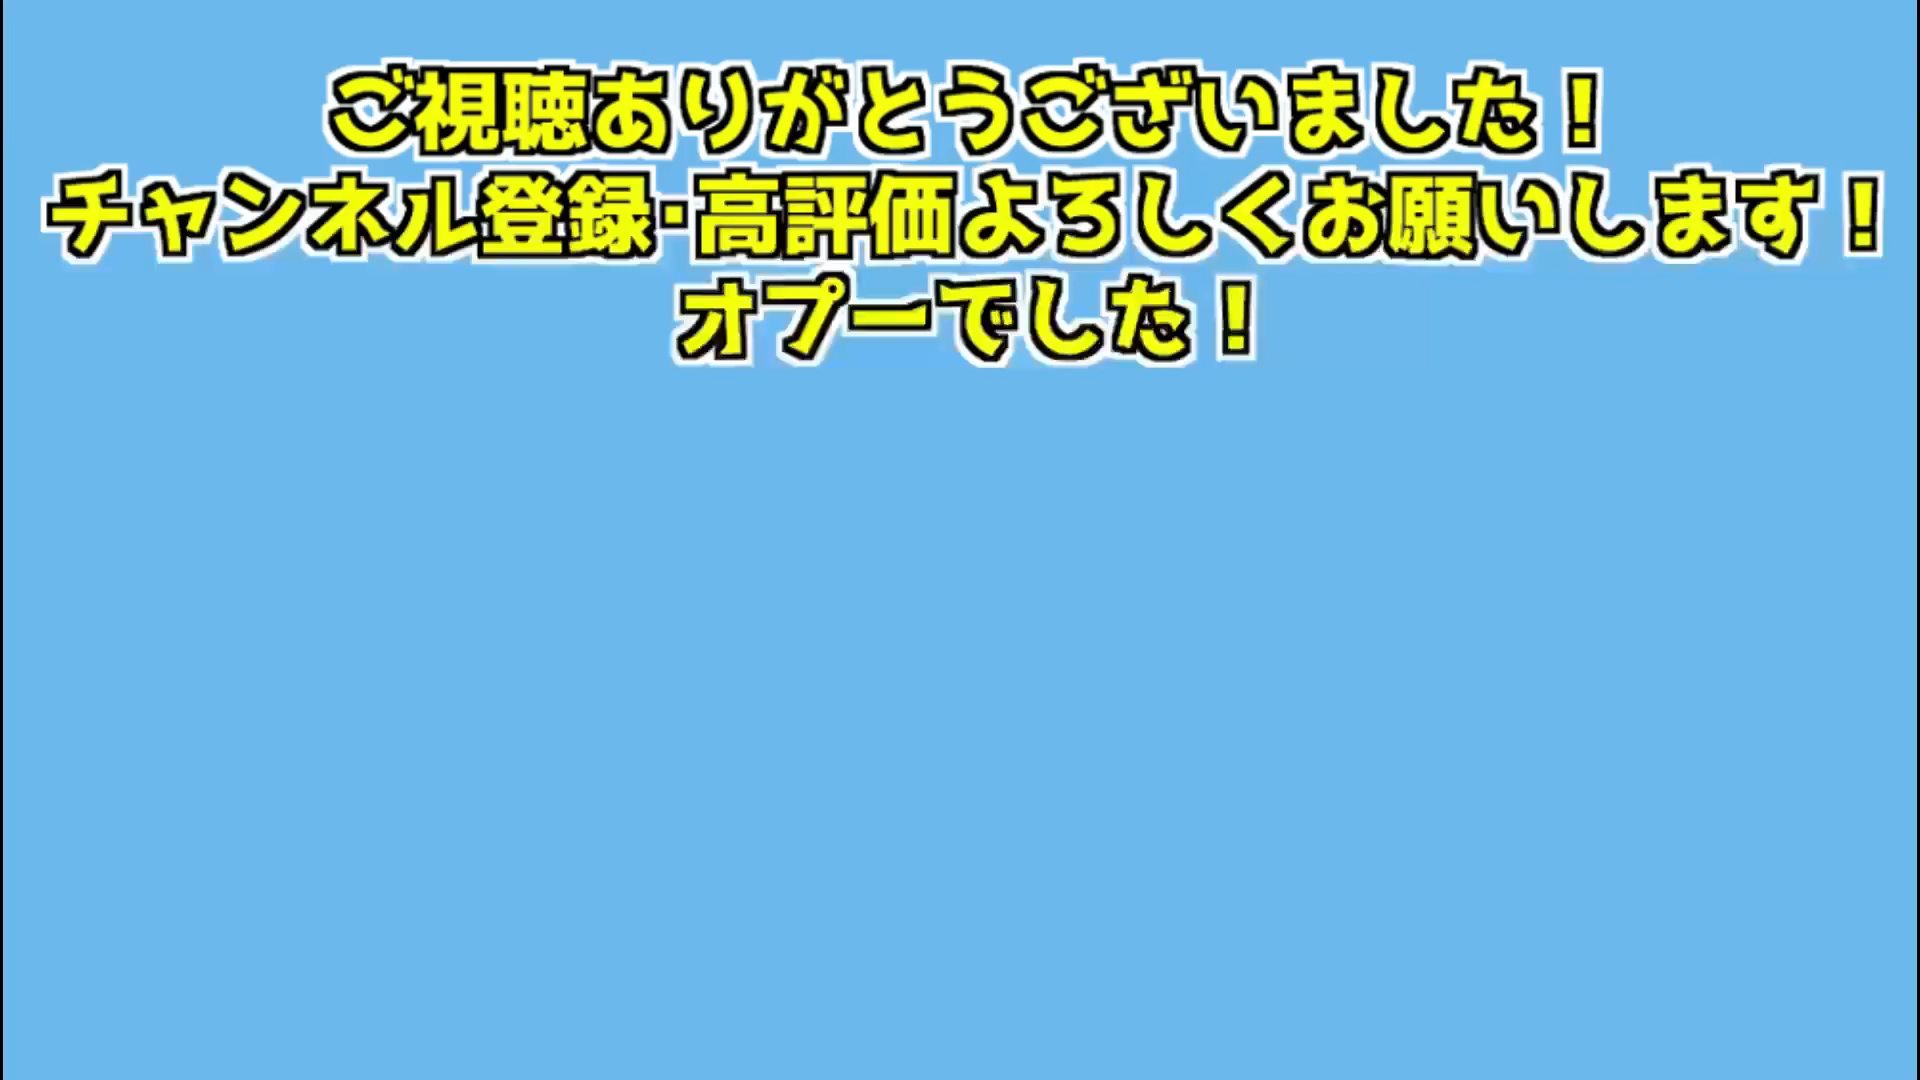 ご視聴ありがとうございました！
チャンネル登録･高評価よろしくお願いします！
オプーでした！